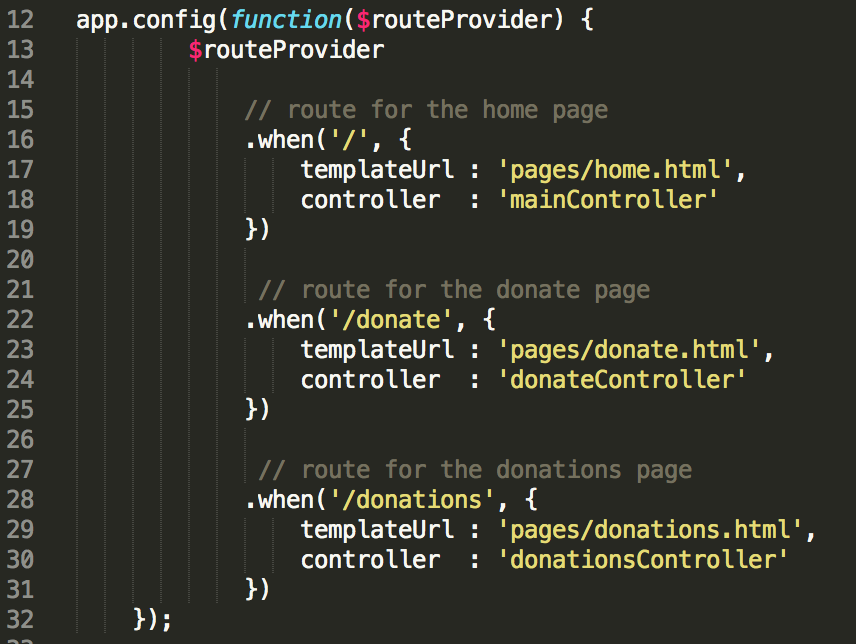 12 app.config(function($routeProvider) {
13         $routeProvider
14
15             // route for the home page
16             .when('/', {
17                 templateUrl : 'pages/home.html',
18                 controller  : 'mainController'
19             })
20
21              // route for the donate page
22             .when('/donate', {
23                 templateUrl : 'pages/donate.html',
24                 controller  : 'donateController'
25             })
26
27              // route for the donations page
28             .when('/donations', {
29                 templateUrl : 'pages/donations.html',
30                 controller  : 'donationsController'
31             })
32     });